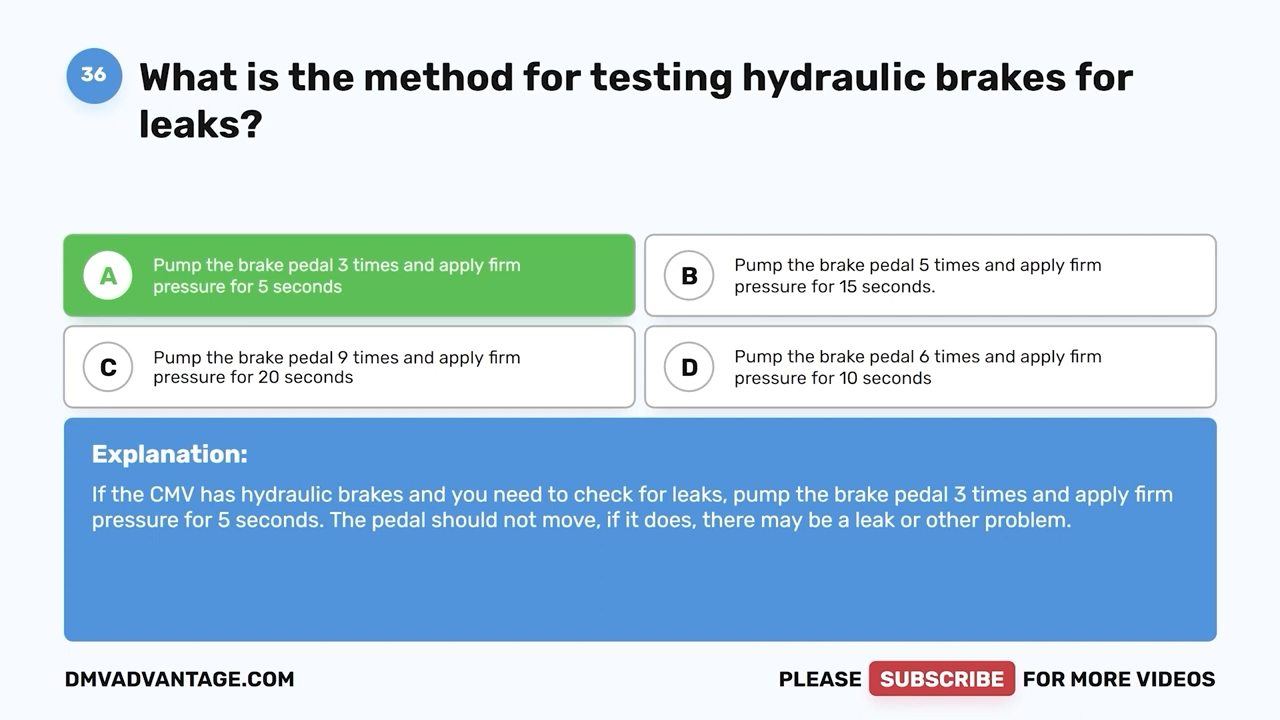 36
What is the method for testing hydraulic brakes for
leaks?
A
Pump the brake pedal 3 times and apply firm
pressure for 5 seconds
B
Pump the brake pedal 5 times and apply firm
pressure for 15 seconds.
C
Pump the brake pedal 9 times and apply firm
pressure for 20 seconds
D
Pump the brake pedal 6 times and apply firm
pressure for 10 seconds
Explanation:
If the CMV has hydraulic brakes and you need to check for leaks, pump the brake pedal 3 times and apply firm
pressure for 5 seconds. The pedal should not move, if it does, there may be a leak or other problem.
DMVADVANTAGE.COM
PLEASE SUBSCRIBE FOR MORE VIDEOS